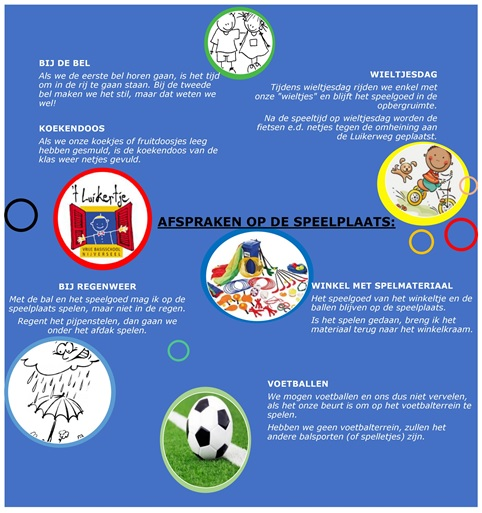 BIJ DE BEL
Als we de eerste bel horen gaan, is het tijd
om in de rij te gaan staan. Bij de tweede
bel maken we het stil, maar dat weten we
wel!
KOEKENDOOS
Als we onze koekjes of fruitdoosjes leeg
hebben gesmuld, is de koekendoos van de
klas weer netjes gevuld.
WIELTJESDAG
Tijdens wieltjesdag rijden we enkel met
onze "wieltjes" en blijft het speelgoed in de
opbergruimte.
Na de speeltijd op wieltjesdag worden de
fietsen e.d. netjes tegen de omheining aan
de Luikerweg geplaatst.
't Luikertje
VRIJE BASISSCHOOL
NIJVERSEEL
AFSPRAKEN OP DE SPEELPLAATS:
BIJ REGENWEER
Met de bal en het speelgoed mag ik op de
speelplaats spelen, maar niet in de regen.
Regent het pijpenstelen, dan gaan we
onder het afdak spelen.
WINKEL MET SPELMATERIAAL
Het speelgoed van het winkeltje en de
ballen blijven op de speelplaats.
Is het spelen gedaan, breng ik het
materiaal terug naar het winkelkraam.
VOETBALLEN
We mogen voetballen en ons dus niet vervelen,
als het onze beurt is om op het voetbalterrein te
spelen.
Hebben we geen voetbalterrein, zullen het
andere balsporten (of spelletjes) zijn.